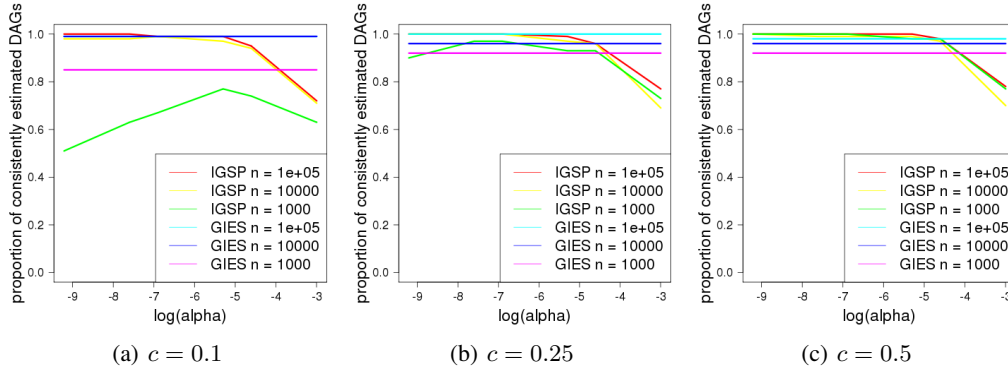 proportion of consistently estimated DAGs
1.0
0.8
0.6
0.4
0.2
0.0
IGSP n = 1e+05
IGSP n = 10000
IGSP n = 1000
GIES n = 1e+05
GIES n = 10000
GIES n = 1000
-9 -8 -7 -6 -5 -4 -3
log(alpha)
(a) c = 0.1
proportion of consistently estimated DAGs
1.0
0.8
0.6
0.4
0.2
0.0
IGSP n = 1e+05
IGSP n = 10000
IGSP n = 1000
GIES n = 1e+05
GIES n = 10000
GIES n = 1000
-9 -8 -7 -6 -5 -4 -3
log(alpha)
(b) c = 0.25
proportion of consistently estimated DAGs
1.0
0.8
0.6
0.4
0.2
0.0
IGSP n = 1e+05
IGSP n = 10000
IGSP n = 1000
GIES n = 1e+05
GIES n = 10000
GIES n = 1000
-9 -8 -7 -6 -5 -4 -3
log(alpha)
(c) c = 0.5